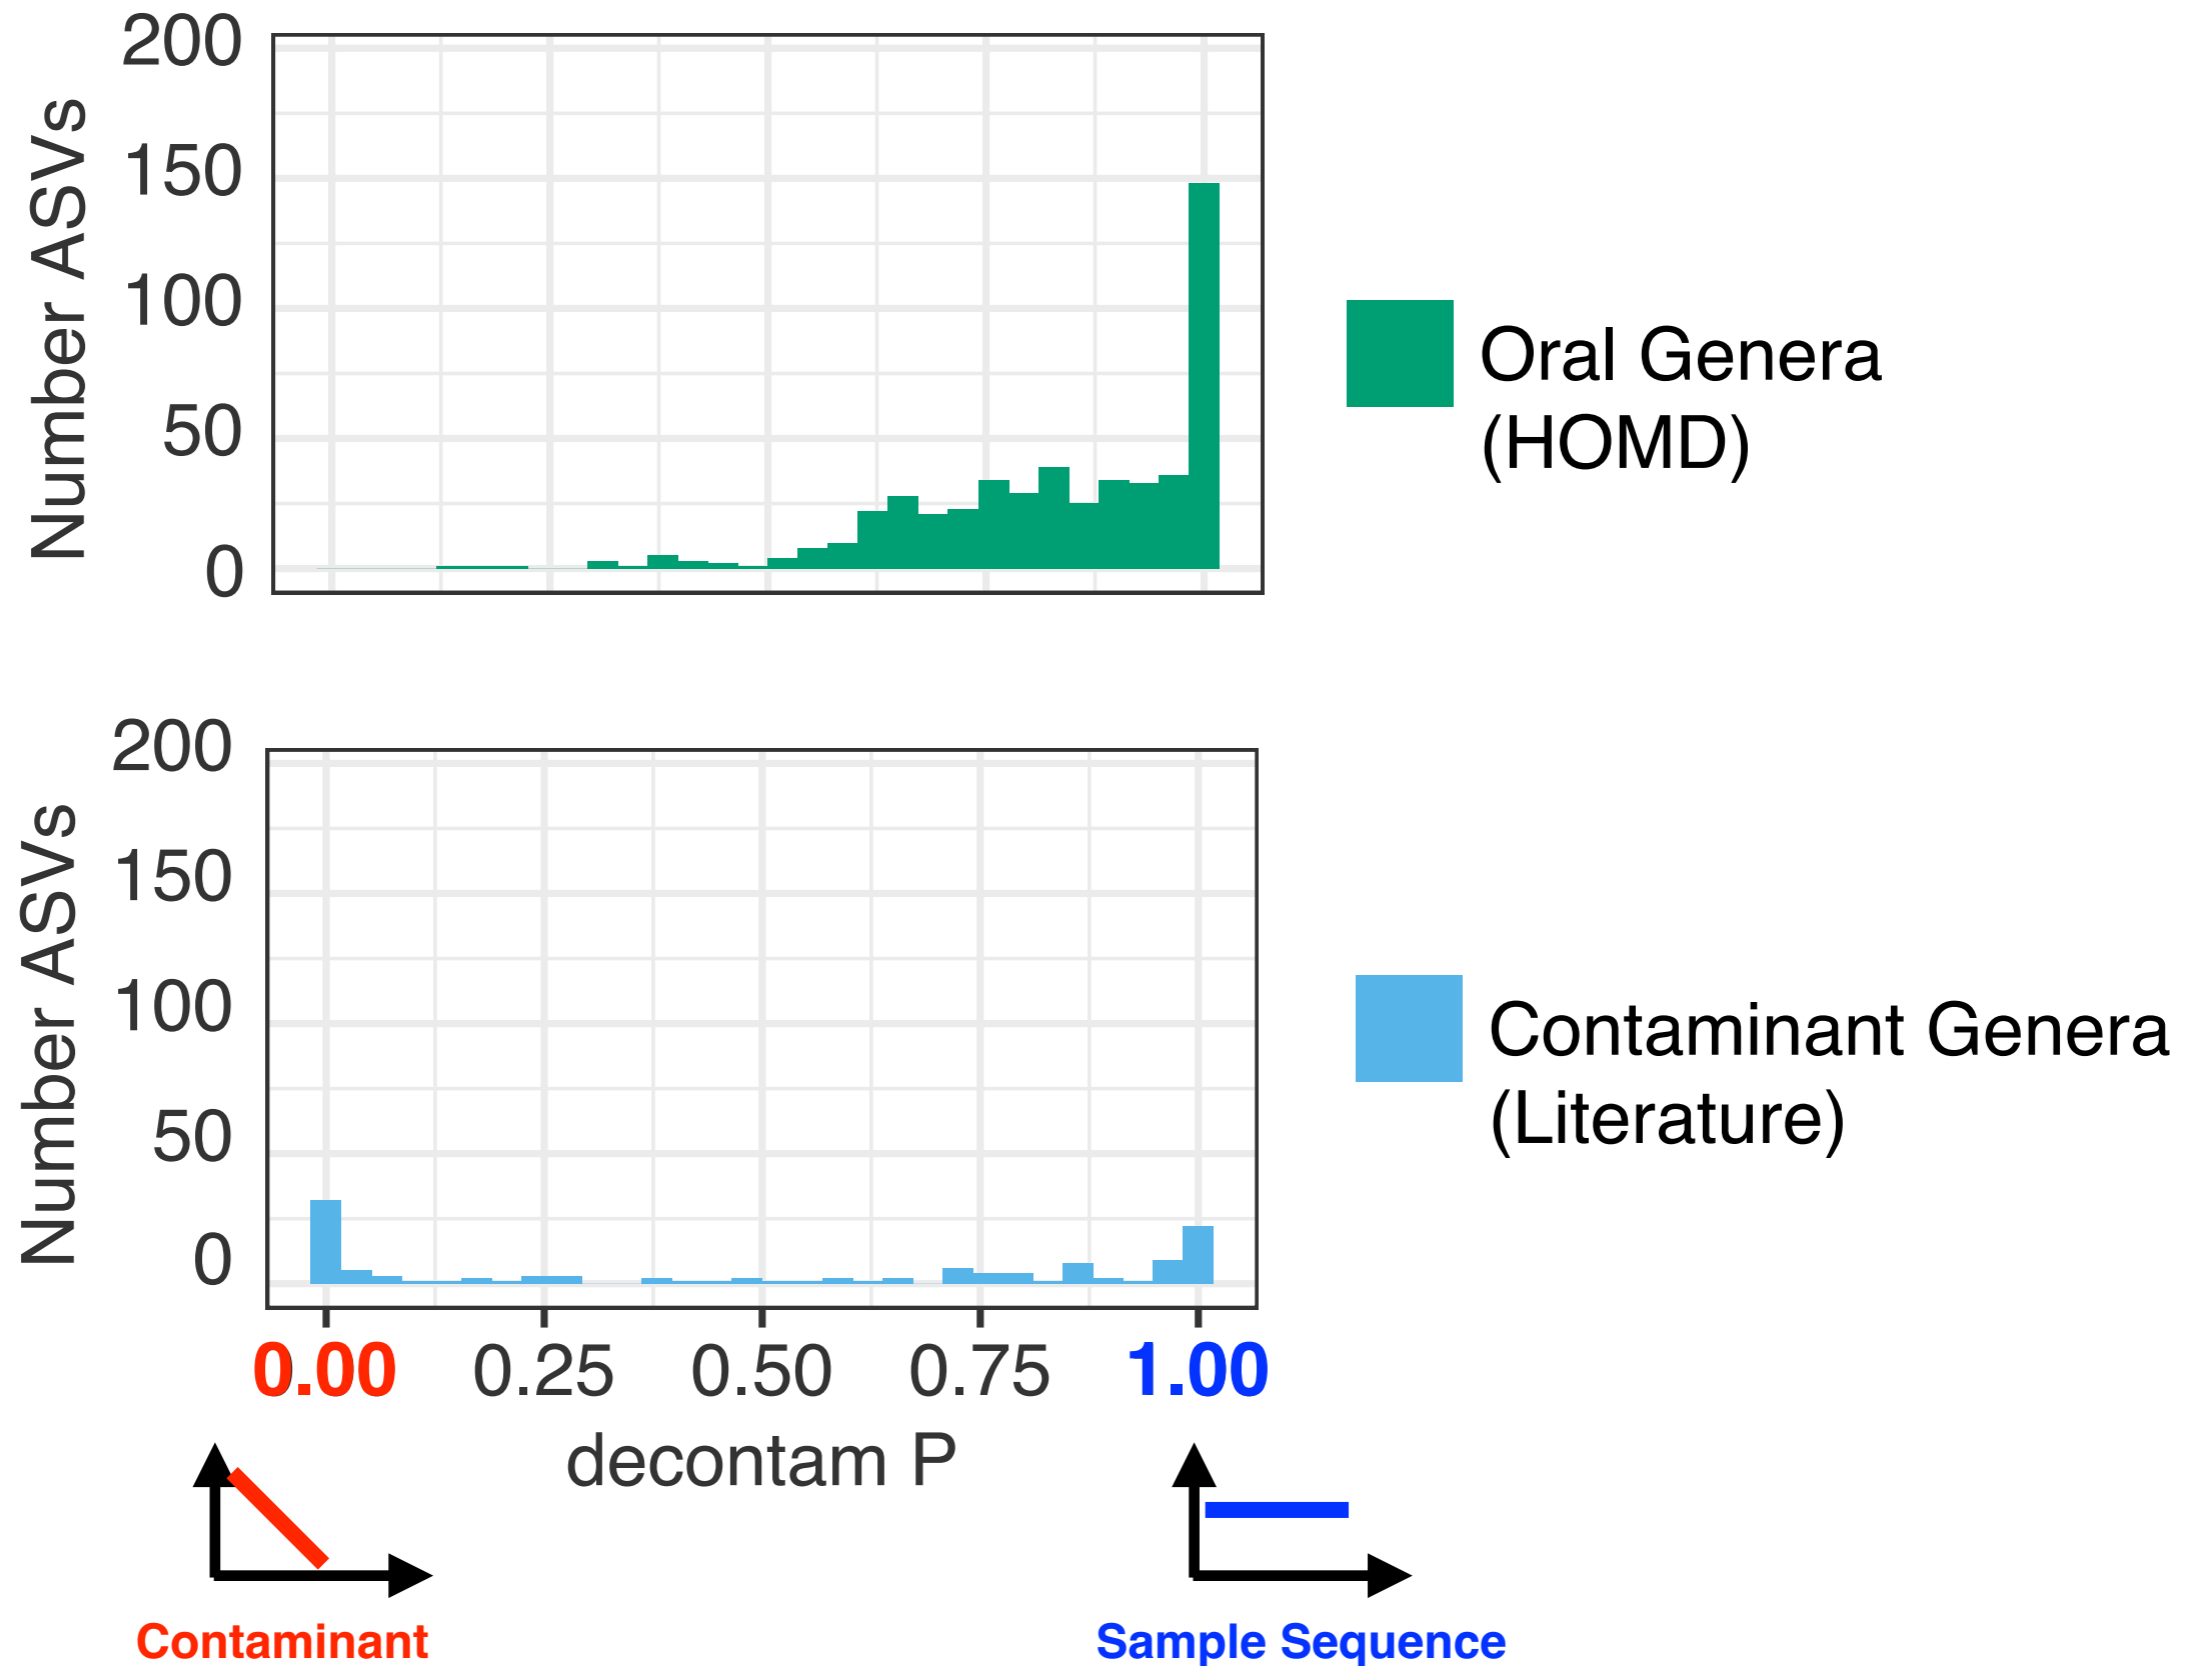 200
150
100
50
0
Number ASVs
Oral Genera
(HOMD)
200
150
100
50
0
Number ASVs
Contaminant Genera
(Literature)
0.00 0.25 0.50 0.75 1.00
decontam P
Contaminant
Sample Sequence